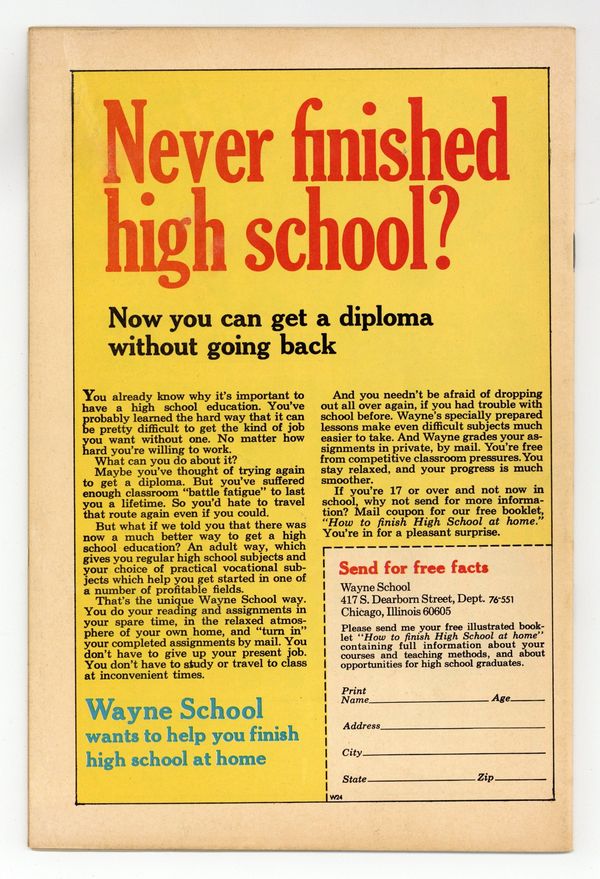 Never finished
high school?
Now you can get a diploma
without going back
You already know why it's important to
have a high school education. You've
probably learned the hard way that it can
be pretty difficult to get the kind of job
you want without one. No matter how
hard you're willing to work.
What can you do about it?
Maybe you've thought of trying again
to get a diploma. But you've suffered
enough classroom "battle fatigue" to last
you a lifetime. So you'd hate to travel
that route again even if you could.
But what if we told you that there was
now a much better way to get a high
school education? An adult way, which
gives you regular high school subjects and
your choice of practical vocational sub-
jects which help you get started in one of
a number of profitable fields.
That's the unique Wayne School way.
You do your reading and assignments in
your spare time, in the relaxed atmos-
phere of your own home, and "turn in"
your completed assignments by mail. You
don't have to give up your present job.
You don't have to study or travel to class
at inconvenient times.
Wayne School
wants to help you finish
high school at home
And you needn't be afraid of dropping
out all over again, if you had trouble with
school before. Wayne's specially prepared
lessons make even difficult subjects much
easier to take. And Wayne grades your as-
signments in private, by mail. You're free
from competitive classroom pressures. You
stay relaxed, and your progress is much
smoother.
If you're 17 or over and not now in
school, why not send for more informa-
tion? Mail coupon for our free booklet,
"How to finish High School at home."
You're in for a pleasant surprise.
Send for free facts
Wayne School
417 S. Dearborn Street, Dept. 76-551
Chicago, Illinois 60605
Please send me your free illustrated book-
let "How to finish High School at home"
containing full information about your
courses and teaching methods, and about
opportunities for high school graduates.
Print
Name Age
Address
City
State Zip
W24